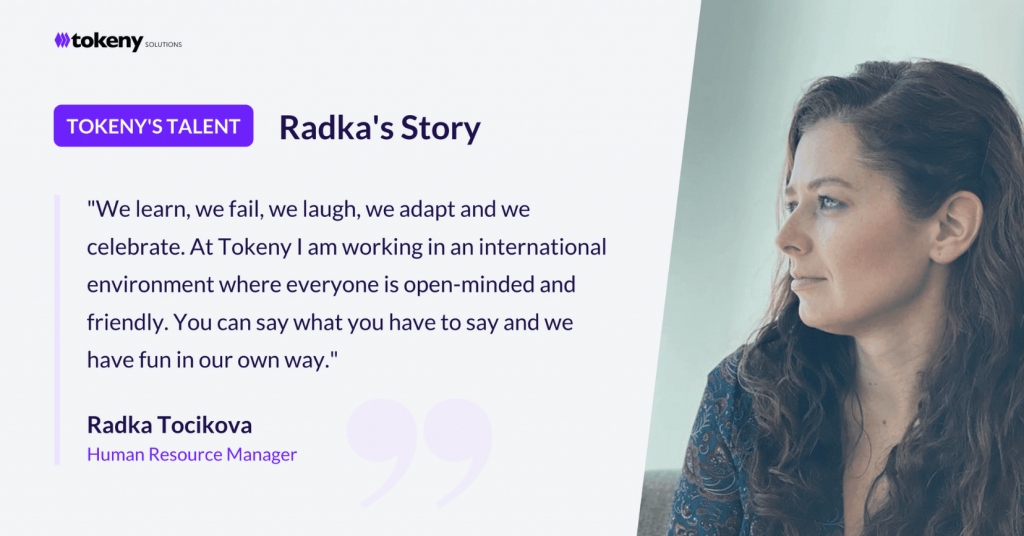 tokeny SOLUTIONS
TOKENY'S TALENT Radka's Story
"We learn, we fail, we laugh, we adapt and we
celebrate. At Tokeny I am working in an international
environment where everyone is open-minded and
friendly. You can say what you have to say and we
have fun in our own way."
Radka Tocikova
Human Resource Manager